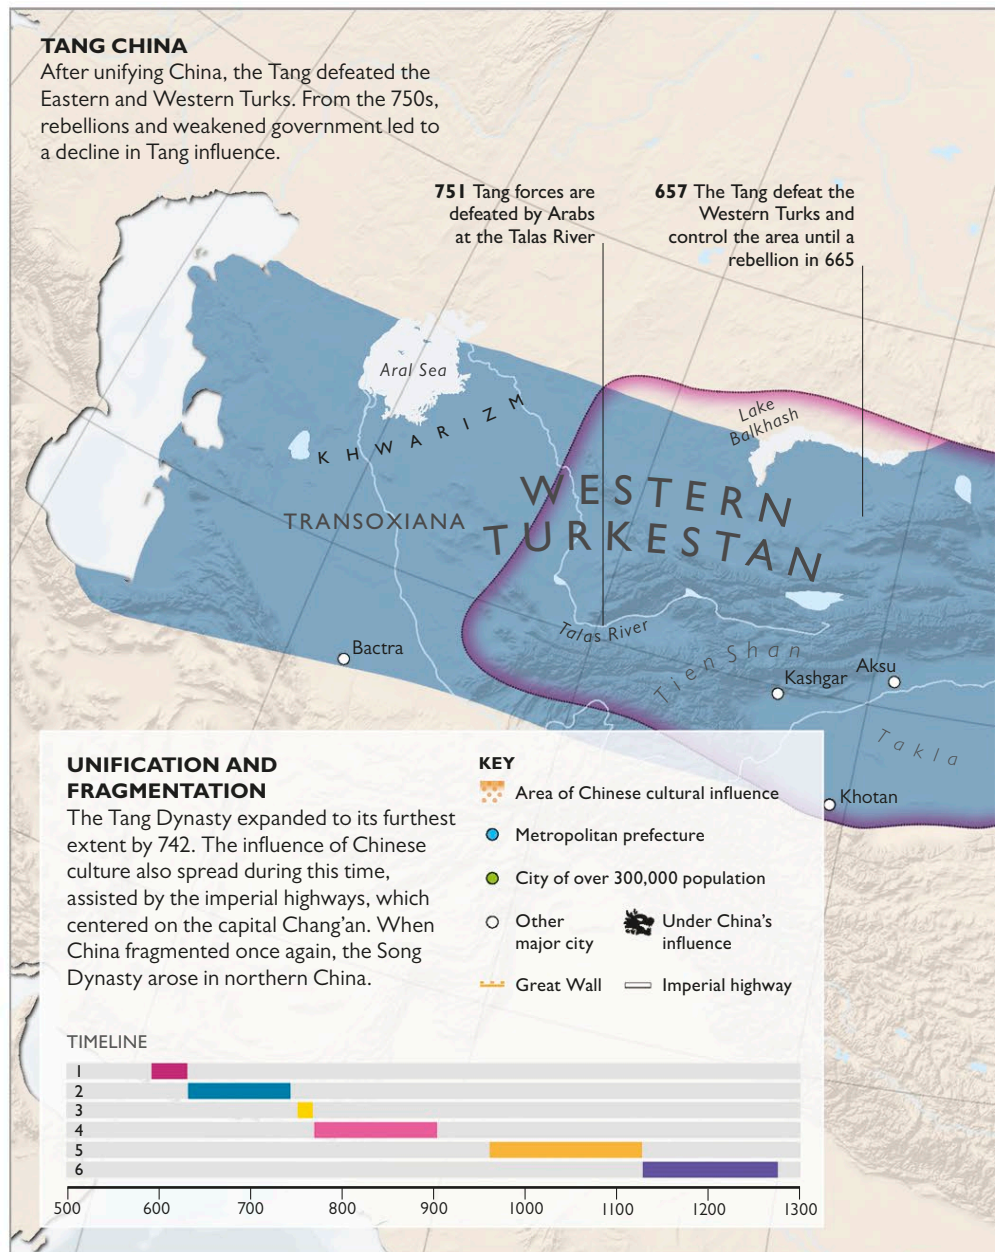 TANG CHINA
After unifying China, the Tang defeated the
Eastern and Western Turks. From the 750s,
rebellions and weakened government led to
a decline in Tang influence.
751 Tang forces are
defeated by Arabs
at the Talas River
657 The Tang defeat the
Western Turks and
control the area until a
rebellion in 665
Aral Sea
KHWARIZM
Lake
Balkhash
TRANSOXIANA
WESTERN
TURKESTAN
Talas River
Tien Shan
Bactra
Kashgar
Aksu
Takla
Khotan
UNIFICATION AND
FRAGMENTATION
The Tang Dynasty expanded to its furthest
extent by 742. The influence of Chinese
culture also spread during this time,
assisted by the imperial highways, which
centered on the capital Chang’an. When
China fragmented once again, the Song
Dynasty arose in northern China.
KEY
Area of Chinese cultural influence
Metropolitan prefecture
City of over 300,000 population
Other
major city
Under China’s
influence
Great Wall
Imperial highway
TIMELINE
1
2
3
4
5
6
500 600 700 800 900 1000 1100 1200 1300